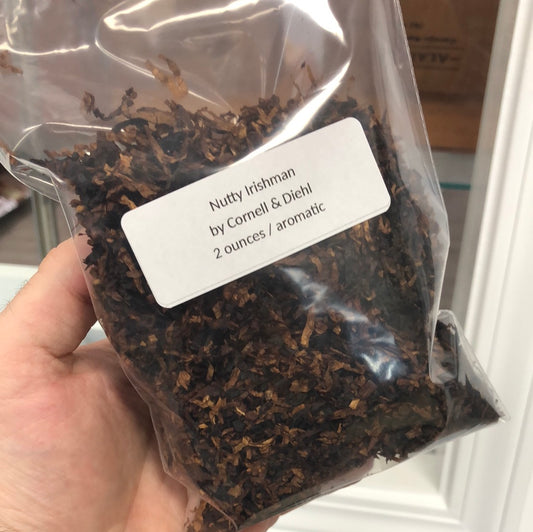 Nutty Irishman
by Cornell & Diehl
2 ounces / aromatic